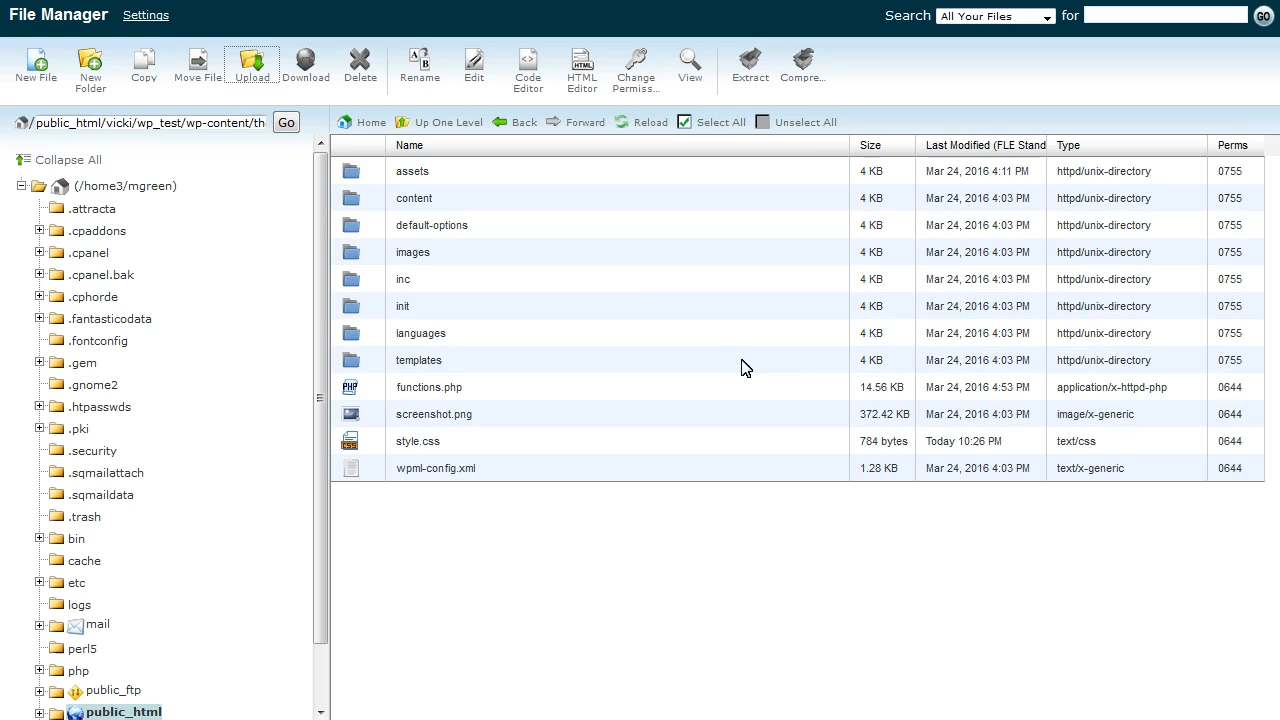 File Manager Settings Search All Your Files for GO
New File New Folder Copy Move File Upload Download Delete Rename Edit Code Editor HTML Editor Change Permiss... View Extract Compre...
/public_html/vicki/wp_test/wp-content/th Go Home Up One Level Back Forward Reload Select All Unselect All
Collapse All
(/home3/mgreen)
.attracta
.cpaddons
.cpanel
.cpanel.bak
.cphorde
.fantasticodata
.fontconfig
.gem
.gnome2
.htpasswds
.pki
.security
.sqmailattach
.sqmaildata
.trash
bin
cache
etc
logs
mail
perl5
php
public_ftp
public_html
Name Size Last Modified (FLE Stand Type Perms
assets 4 KB Mar 24, 2016 4:11 PM httpd/unix-directory 0755
content 4 KB Mar 24, 2016 4:03 PM httpd/unix-directory 0755
default-options 4 KB Mar 24, 2016 4:03 PM httpd/unix-directory 0755
images 4 KB Mar 24, 2016 4:03 PM httpd/unix-directory 0755
inc 4 KB Mar 24, 2016 4:03 PM httpd/unix-directory 0755
init 4 KB Mar 24, 2016 4:03 PM httpd/unix-directory 0755
languages 4 KB Mar 24, 2016 4:03 PM httpd/unix-directory 0755
templates 4 KB Mar 24, 2016 4:03 PM httpd/unix-directory 0755
PHP functions.php 14.56 KB Mar 24, 2016 4:53 PM application/x-httpd-php 0644
screenshot.png 372.42 KB Mar 24, 2016 4:03 PM image/x-generic 0644
CSS style.css 784 bytes Today 10:26 PM text/css 0644
wpml-config.xml 1.28 KB Mar 24, 2016 4:03 PM text/x-generic 0644